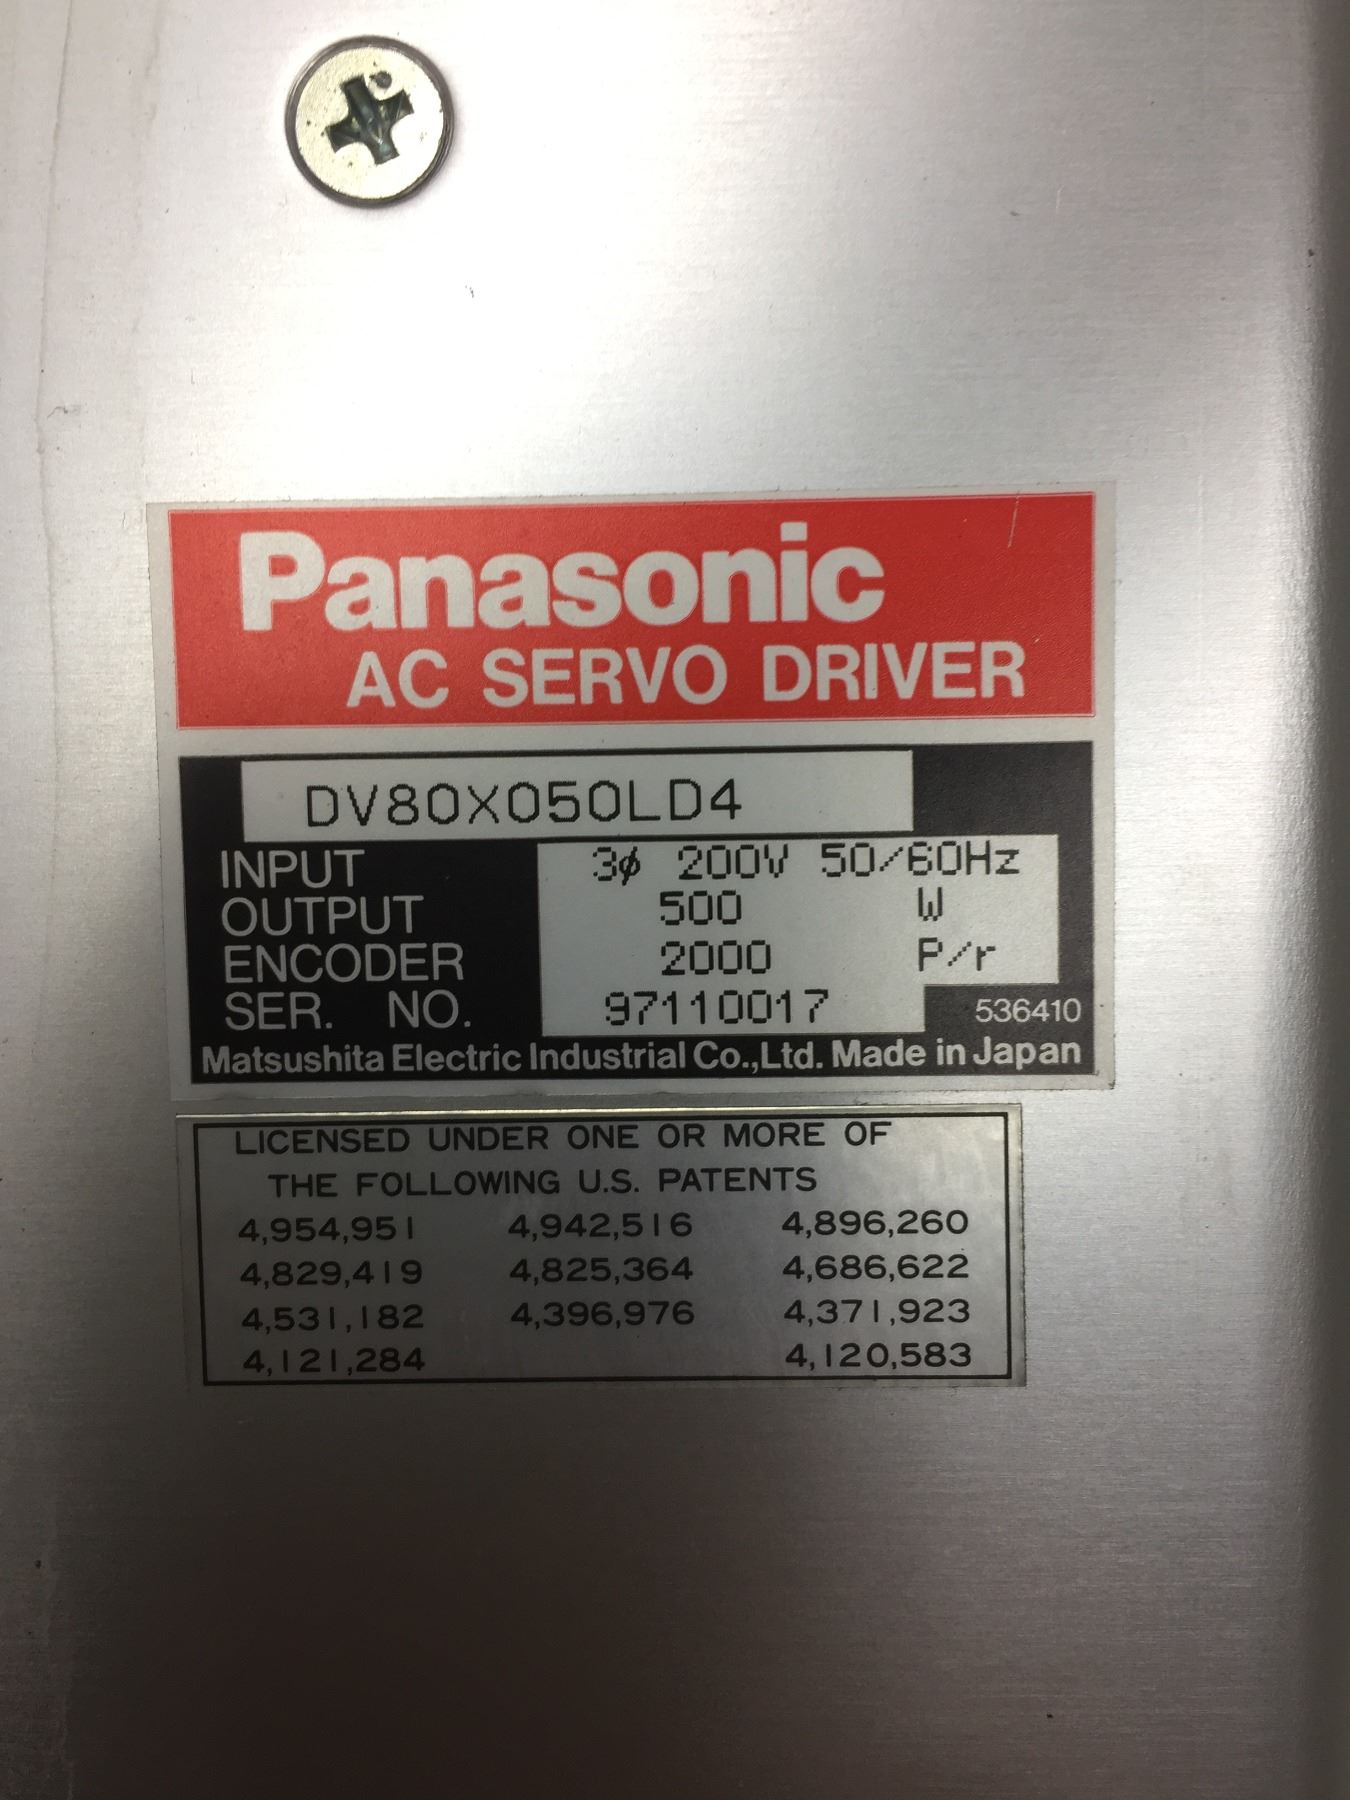 Panasonic
AC SERVO DRIVER
DV80X050LD4
INPUT 3ϕ 200V 50/60Hz
OUTPUT 500 W
ENCODER 2000 P/r
SER. NO. 97110017 536410
Matsushita Electric Industrial Co.,Ltd. Made in Japan
LICENSED UNDER ONE OR MORE OF
THE FOLLOWING U.S. PATENTS
4,954,951 4,942,516 4,896,260
4,829,419 4,825,364 4,686,622
4,531,182 4,396,976 4,371,923
4,121,284 4,120,583